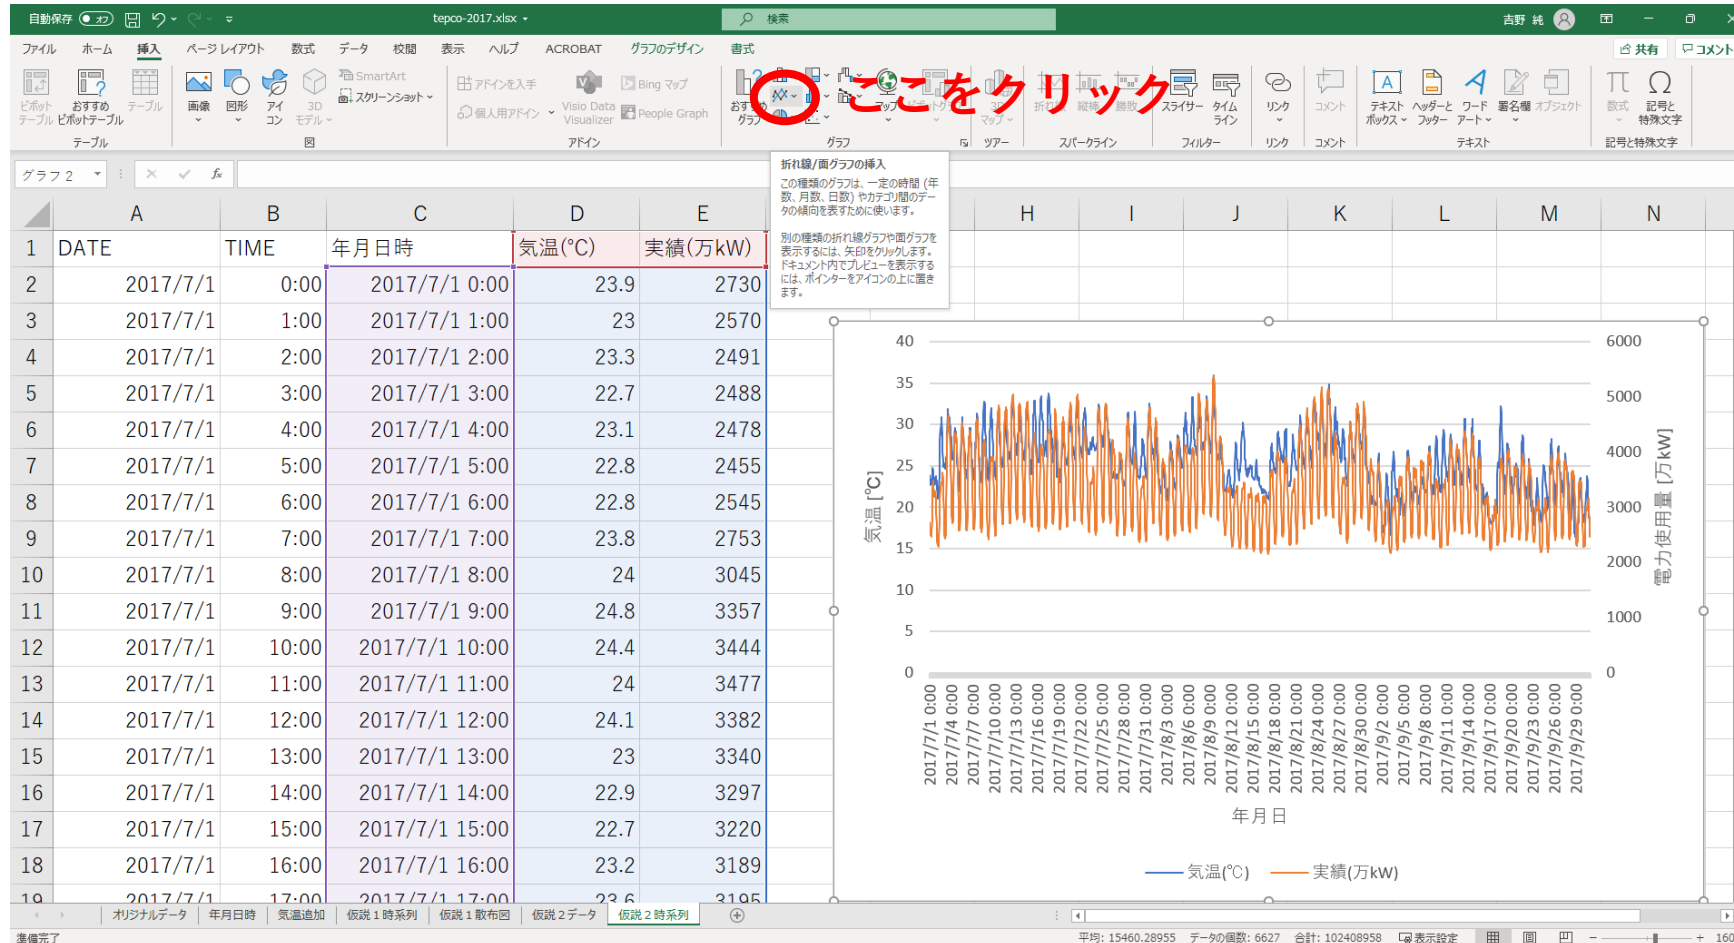 自動保存 オフ tepco-2017.xlsx 検索 吉野 純
ファイル ホーム 挿入 ページ レイアウト 数式 データ 校閲 表示 ヘルプ ACROBAT グラフのデザイン 書式 共有 コメント
ピボット
テーブル
おすすめ
ピボットテーブル
テーブル
テーブル
画像
図形
アイ
コン
3D
モデル
SmartArt
スクリーンショット
図
アドインを入手
個人用アドイン
Visio Data
Visualizer
Bing マップ
People Graph
アドイン
おすすめ
グラフ
マップ
グラフ
ここをクリック
3D
マップ
ツアー
折れ線
縦棒
勝敗
スパークライン
スライサー
タイム
ライン
フィルター
リンク
リンク
コメント
コメント
テキスト
ボックス
ヘッダーと
フッター
ワード
アート
署名欄
オブジェクト
テキスト
数式
記号と
特殊文字
記号と特殊文字
グラフ 2
fx
折れ線/面グラフの挿入
この種類のグラフは、一定の時間 (年
数、月数、日数) やカテゴリ間のデー
タの傾向を表すために使います。
別の種類の折れ線グラフや面グラフを
表示するには、矢印をクリックします。
ドキュメント内でプレビューを表示する
には、ポインターをアイコンの上に置き
ます。
A B C D E H I J K L M N
1 DATE TIME 年月日時 気温(℃) 実績(万kW)
2 2017/7/1 0:00 2017/7/1 0:00 23.9 2730
3 2017/7/1 1:00 2017/7/1 1:00 23 2570
4 2017/7/1 2:00 2017/7/1 2:00 23.3 2491
5 2017/7/1 3:00 2017/7/1 3:00 22.7 2488
6 2017/7/1 4:00 2017/7/1 4:00 23.1 2478
7 2017/7/1 5:00 2017/7/1 5:00 22.8 2455
8 2017/7/1 6:00 2017/7/1 6:00 22.8 2545
9 2017/7/1 7:00 2017/7/1 7:00 23.8 2753
10 2017/7/1 8:00 2017/7/1 8:00 24 3045
11 2017/7/1 9:00 2017/7/1 9:00 24.8 3357
12 2017/7/1 10:00 2017/7/1 10:00 24.4 3444
13 2017/7/1 11:00 2017/7/1 11:00 24 3477
14 2017/7/1 12:00 2017/7/1 12:00 24.1 3382
15 2017/7/1 13:00 2017/7/1 13:00 23 3340
16 2017/7/1 14:00 2017/7/1 14:00 22.9 3297
17 2017/7/1 15:00 2017/7/1 15:00 22.7 3220
18 2017/7/1 16:00 2017/7/1 16:00 23.2 3189
19 2017/7/1 17:00 2017/7/1 17:00 23.6 3195
40
35
30
25
20
15
10
5
0
気温 [℃]
6000
5000
4000
3000
2000
1000
0
電力使用量 [万kW]
2017/7/1 0:00
2017/7/4 0:00
2017/7/7 0:00
2017/7/10 0:00
2017/7/13 0:00
2017/7/16 0:00
2017/7/19 0:00
2017/7/22 0:00
2017/7/25 0:00
2017/7/28 0:00
2017/7/31 0:00
2017/8/3 0:00
2017/8/6 0:00
2017/8/9 0:00
2017/8/12 0:00
2017/8/15 0:00
2017/8/18 0:00
2017/8/21 0:00
2017/8/24 0:00
2017/8/27 0:00
2017/8/30 0:00
2017/9/2 0:00
2017/9/5 0:00
2017/9/8 0:00
2017/9/11 0:00
2017/9/14 0:00
2017/9/17 0:00
2017/9/20 0:00
2017/9/23 0:00
2017/9/26 0:00
2017/9/29 0:00
年月日
気温(℃) 実績(万kW)
オリジナルデータ 年月日時 気温追加 仮説１時系列 仮説１散布図 仮説２データ 仮説２時系列
準備完了 平均: 15460.28955 データの個数: 6627 合計: 102408958 表示設定 160